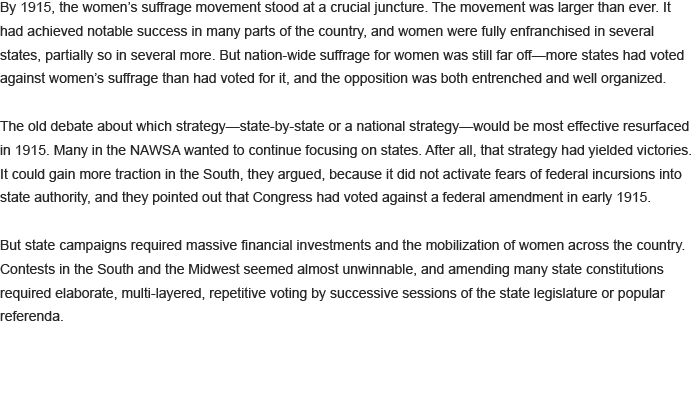 By 1915, the women’s suffrage movement stood at a crucial juncture. The movement was larger than ever. It
had achieved notable success in many parts of the country, and women were fully enfranchised in several
states, partially so in several more. But nation-wide suffrage for women was still far off—more states had voted
against women’s suffrage than had voted for it, and the opposition was both entrenched and well organized.
The old debate about which strategy—state-by-state or a national strategy—would be most effective resurfaced
in 1915. Many in the NAWSA wanted to continue focusing on states. After all, that strategy had yielded victories.
It could gain more traction in the South, they argued, because it did not activate fears of federal incursions into
state authority, and they pointed out that Congress had voted against a federal amendment in early 1915.
But state campaigns required massive financial investments and the mobilization of women across the country.
Contests in the South and the Midwest seemed almost unwinnable, and amending many state constitutions
required elaborate, multi-layered, repetitive voting by successive sessions of the state legislature or popular
referenda.